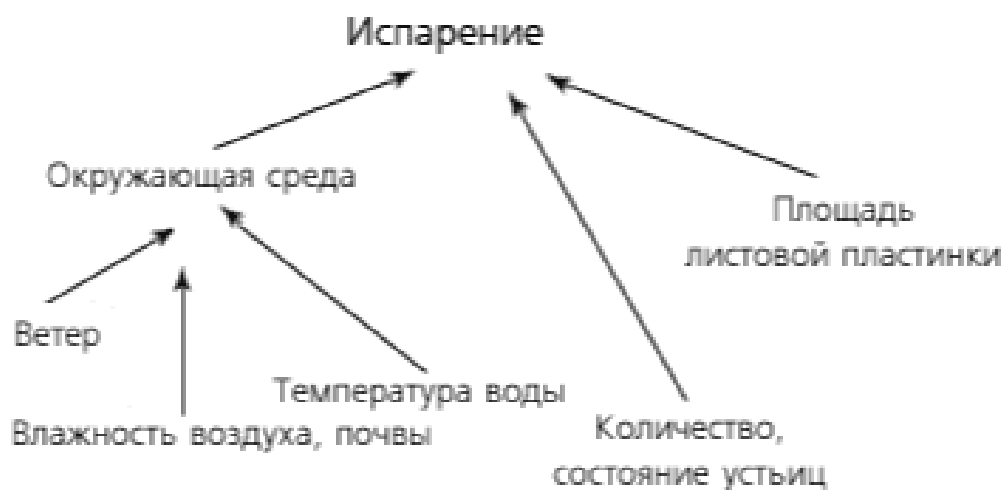 Испарение
Окружающая среда
Площадь
листовой пластинки
Ветер
Температура воды
Влажность воздуха, почвы
Количество,
состояние устьиц